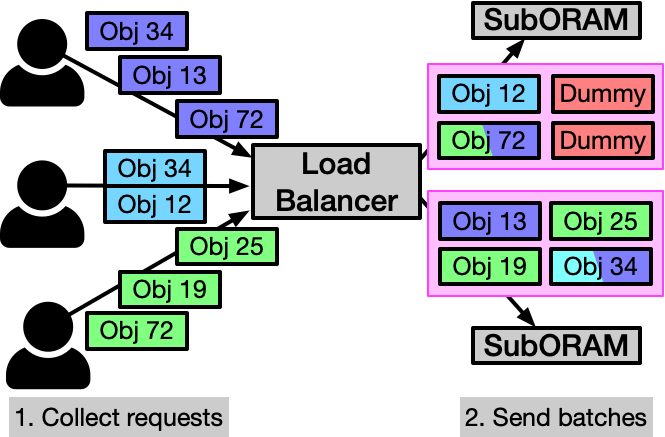 Obj 34
Obj 13
Obj 72
Obj 34
Obj 12
Obj 25
Obj 19
Obj 72
Load
Balancer
SubORAM
Obj 12 Dummy
Obj 72 Dummy
Obj 13 Obj 25
Obj 19 Obj 34
SubORAM
1. Collect requests
2. Send batches